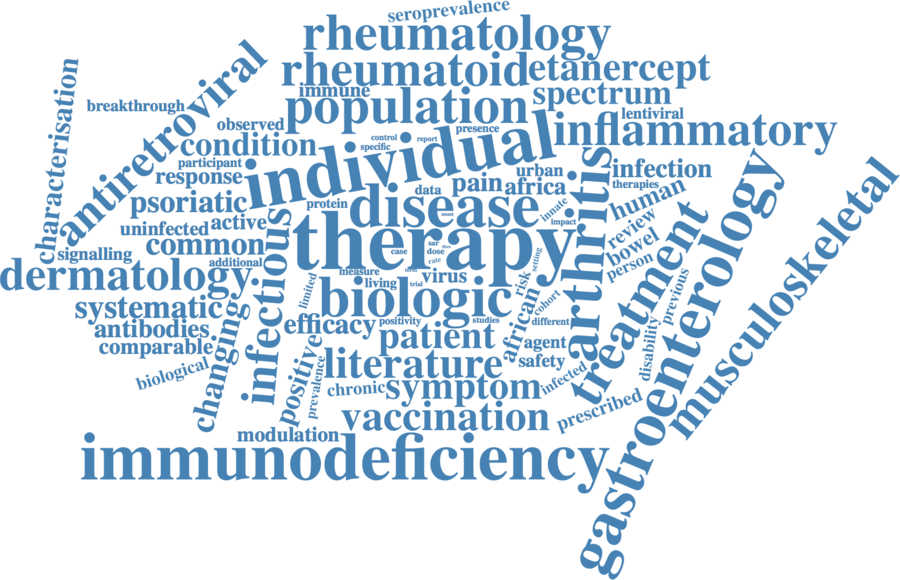 seroprevalence
rheumatology
rheumatoid
etanercept
immune
spectrum
population
characterisation
breakthrough
antiretroviral
observed
condition
control
report
presence
specific
lentiviral
inflammatory
individual
participant
response
urban
infection
pain
africa
therapies
data
human
psoriatic
protein
disease
most
innate
impact
arthritis
uninfected
active
common
therapy
review
bowel
person
signalling
additional
case
sar
dose
rate
setting
dermatology
infectious
measure
term
virus
risk
living
trial
treatment
previous
gastroenterology
musculoskeletal
systematic
limited
biologic
cohort
antibodies
efficacy
positivity
studies
different
african
patient
agent
comparable
changing
positive
literature
safety
disability
biological
prevalence
chronic
symptom
infected
prescribed
vaccination
modulation
immunodeficiency